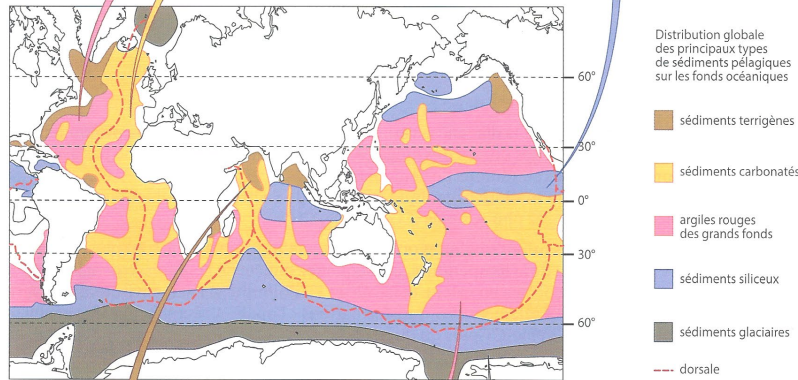 Distribution globale
des principaux types
de sédiments pélagiques
sur les fonds océaniques
60°
sédiments terrigènes
30°
sédiments carbonatés
0°
argiles rouges
des grands fonds
30°
sédiments siliceux
60°
sédiments glaciaires
dorsale